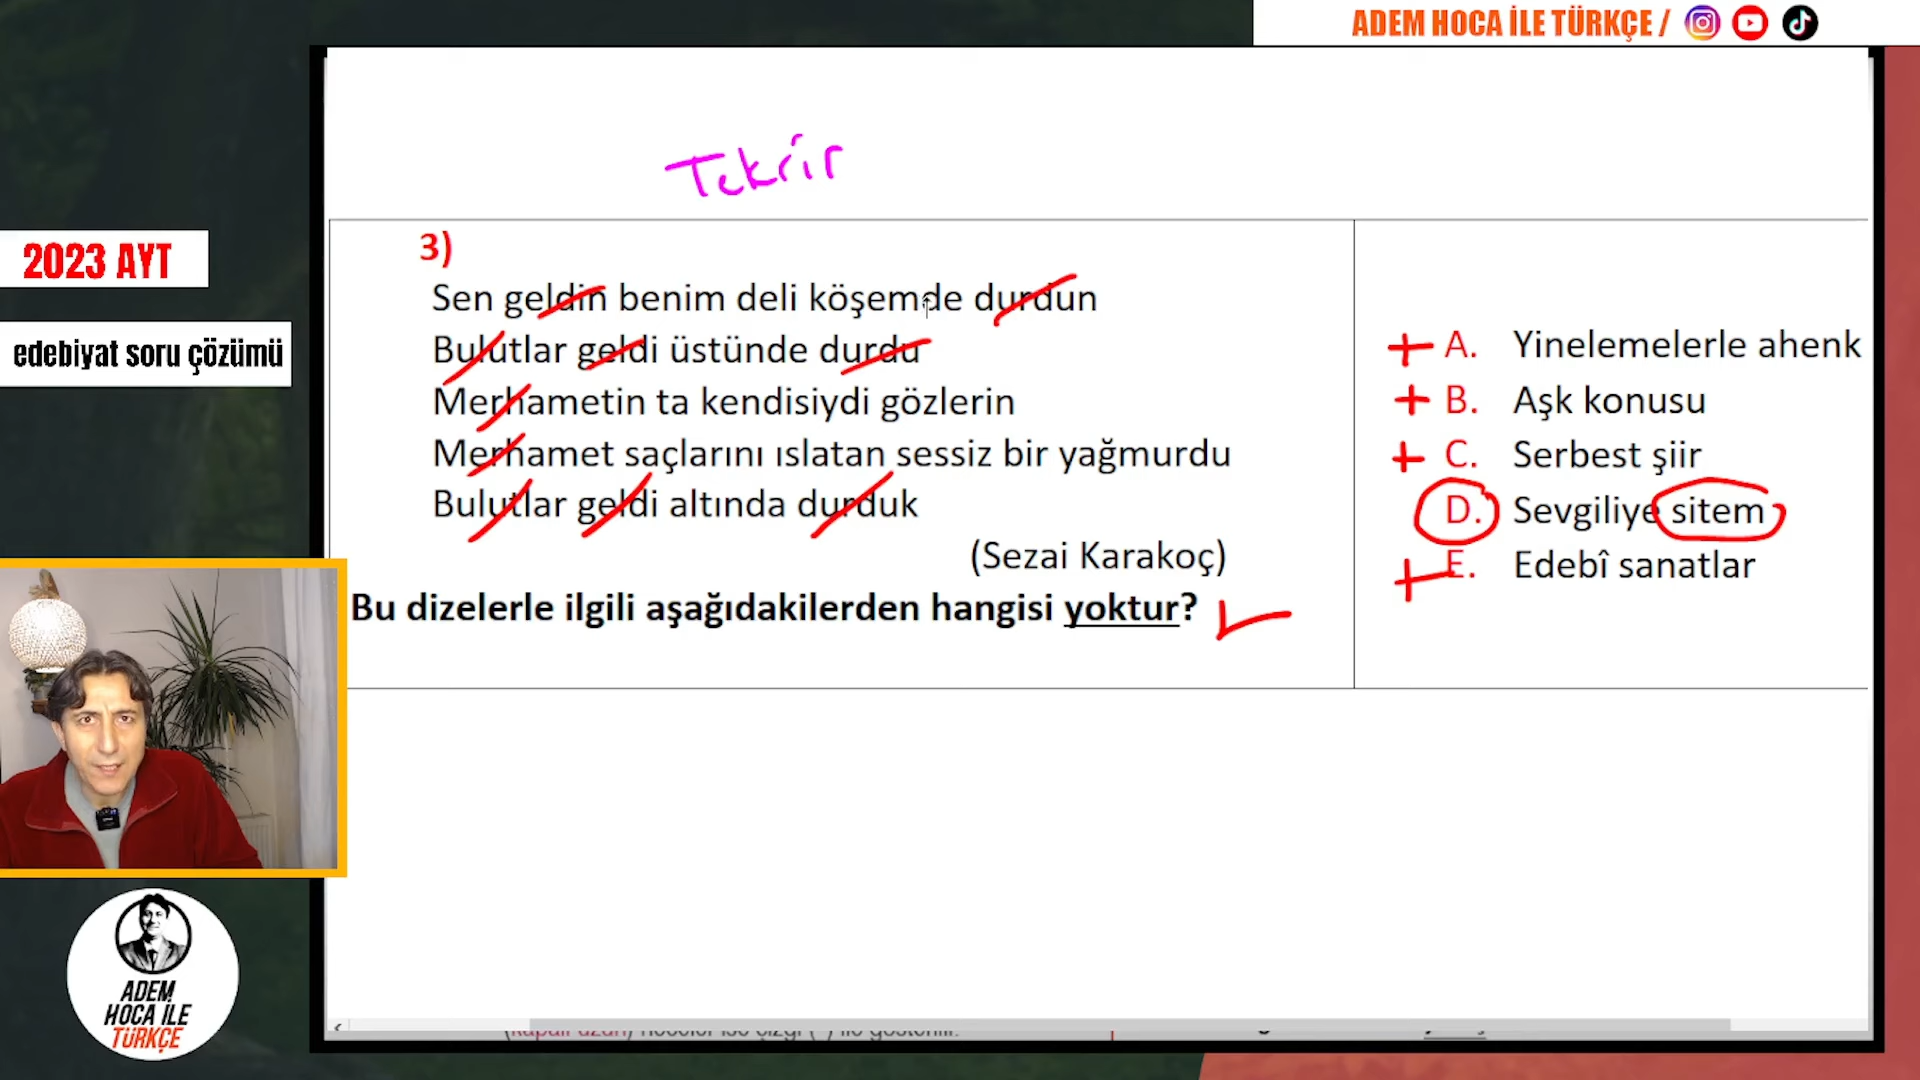 ADEM HOCA İLE TÜRKÇE /
Tekrir
2023 AYT
edebiyat soru çözümü
3)
Sen geldin benim deli köşemde durdun
Bulutlar geldi üstünde durdu
Merhametin ta kendisiydi gözlerin
Merhamet saçlarını ıslatan sessiz bir yağmurdu
Bulutlar geldi altında durduk
(Sezai Karakoç)
Bu dizelerle ilgili aşağıdakilerden hangisi yoktur?
A. Yinelemelerle ahenk
B. Aşk konusu
C. Serbest şiir
D. Sevgiliye sitem
E. Edebî sanatlar
ADEM
HOCA İLE
TÜRKÇE